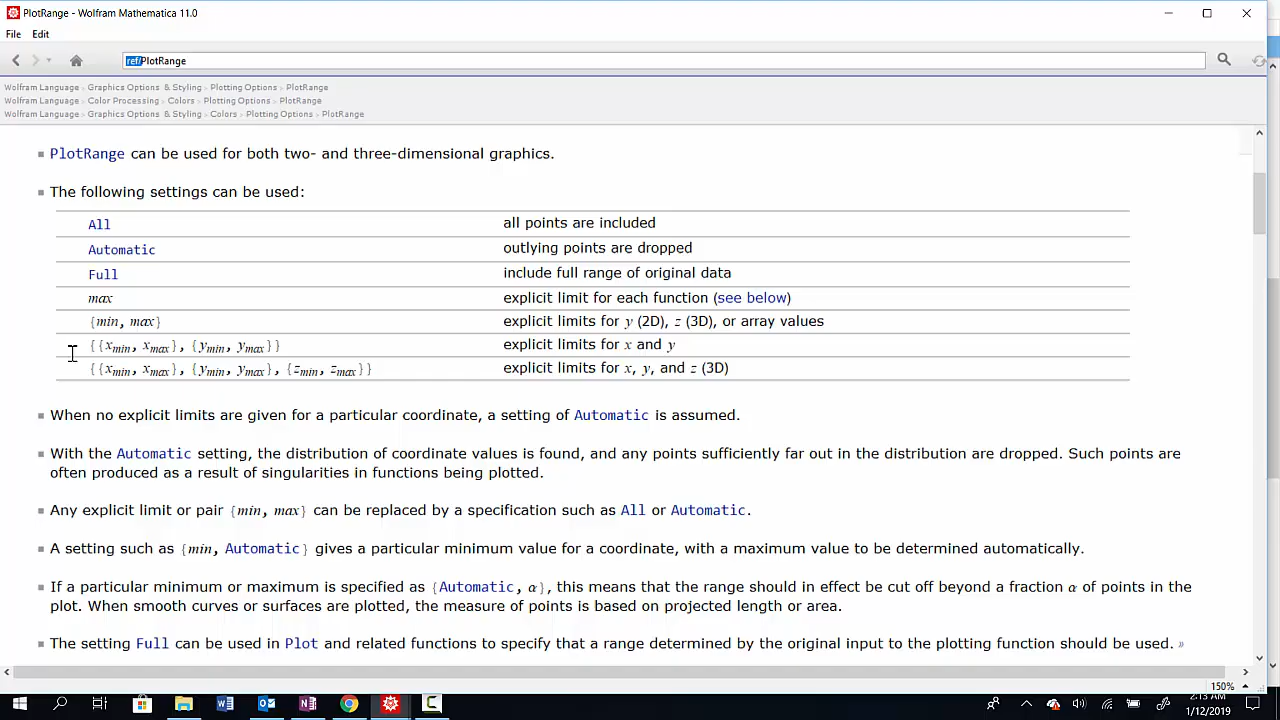 PlotRange - Wolfram Mathematica 11.0
File Edit
ref/PlotRange
Wolfram Language > Graphics Options & Styling > Plotting Options > PlotRange
Wolfram Language > Color Processing > Colors > Plotting Options > PlotRange
Wolfram Language > Graphics Options & Styling > Colors > Plotting Options > PlotRange
PlotRange can be used for both two- and three-dimensional graphics.
The following settings can be used:
All all points are included
Automatic outlying points are dropped
Full include full range of original data
max explicit limit for each function (see below)
{min, max} explicit limits for y (2D), z (3D), or array values
{{xmin, xmax}, {ymin, ymax}} explicit limits for x and y
{{xmin, xmax}, {ymin, ymax}, {zmin, zmax}} explicit limits for x, y, and z (3D)
When no explicit limits are given for a particular coordinate, a setting of Automatic is assumed.
With the Automatic setting, the distribution of coordinate values is found, and any points sufficiently far out in the distribution are dropped. Such points are
often produced as a result of singularities in functions being plotted.
Any explicit limit or pair {min, max} can be replaced by a specification such as All or Automatic.
A setting such as {min, Automatic} gives a particular minimum value for a coordinate, with a maximum value to be determined automatically.
If a particular minimum or maximum is specified as {Automatic, α}, this means that the range should in effect be cut off beyond a fraction α of points in the
plot. When smooth curves or surfaces are plotted, the measure of points is based on projected length or area.
The setting Full can be used in Plot and related functions to specify that a range determined by the original input to the plotting function should be used. »
150%
2:13 AM
1/12/2019